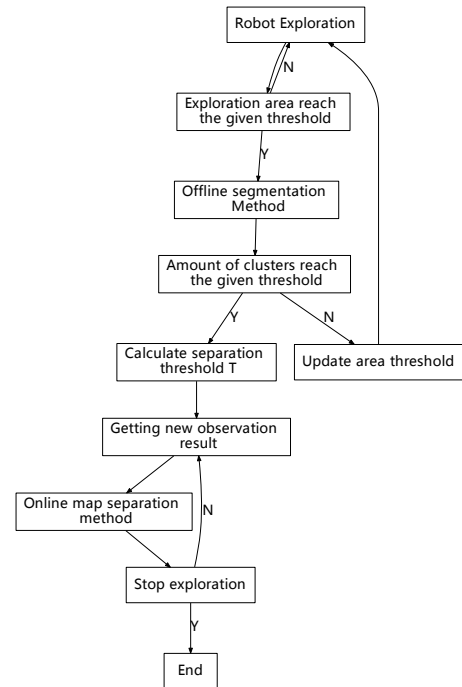 Robot Exploration
N
Exploration area reach
the given threshold
Y
Offline segmentation
Method
Amount of clusters reach
the given threshold
Y
N
Calculate separation
threshold T
Update area threshold
Getting new observation
result
Online map separation
method
N
Stop exploration
Y
End